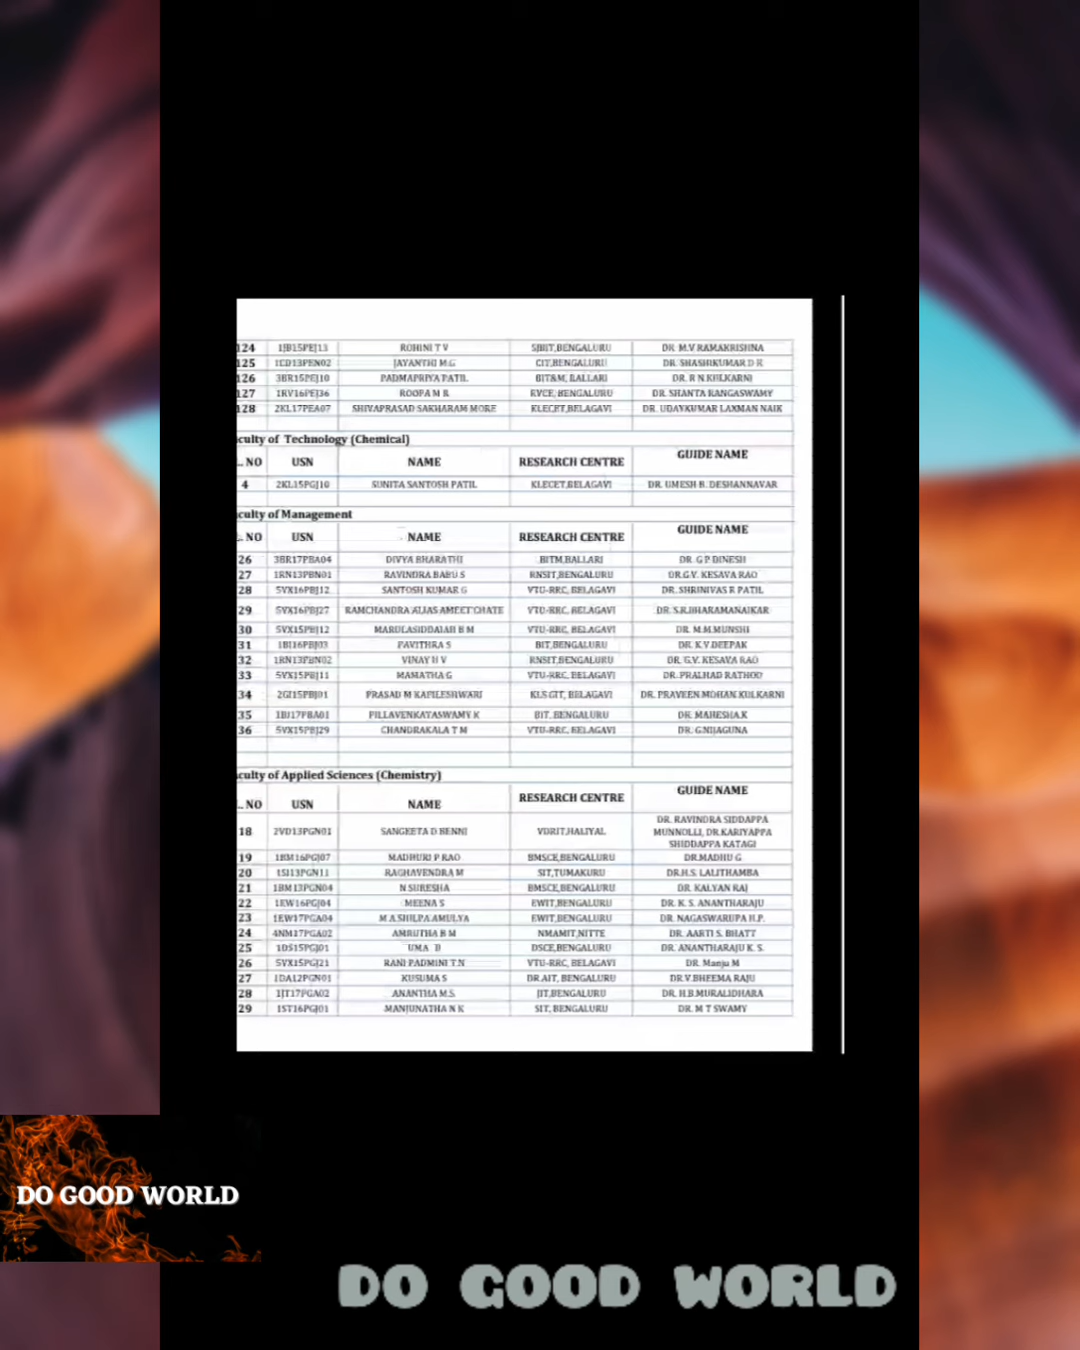 124 1JB15PEJ13 ROHINI T V SJBIT,BENGALURU DR. M.V RAMAKRISHNA
125 1CD13PEN02 JAYANTHI M.G CIT,BENGALURU DR. SHASHIKUMAR D R
126 3BR15PEJ10 PADMAPRIYA PATIL BIT&M, BALLARI DR. R N KULKARNI
127 1RV16PEJ36 ROOPA M R RVCE, BENGALURU DR. SHANTA RANGASWAMY
128 2KL17PEA07 SHIVAPRASAD SAKHARAM MORE KLECET,BELAGAVI DR. UDAYKUMAR LAXMAN NAIK
culty of Technology (Chemical)
. NO USN NAME RESEARCH CENTRE GUIDE NAME
4 2KL15PGJ10 SUNITA SANTOSH PATIL KLECET,BELAGAVI DR. UMESH B. DESHANNAVAR
culty of Management
. NO USN NAME RESEARCH CENTRE GUIDE NAME
26 3BR17PBA04 DIVYA BHARATHI BITM,BALLARI DR. G P DINESH
27 1RN13PBN01 RAVINDRA BABU S RNSIT,BENGALURU DR.G.V. KESAVA RAO
28 5VX16PBJ12 SANTOSH KUMAR G VTU-RRC, BELAGAVI DR. SHRINIVAS R PATIL
29 5VX16PBJ27 RAMCHANDRA ALIAS AMEET CHATE VTU-RRC, BELAGAVI DR. S.R.BHARAMANAIKAR
30 5VX15PBJ12 MARULASIDDAIAH B M VTU-RRC, BELAGAVI DR. M.M.MUNSHI
31 1BI16PBJ03 PAVITHRA S BIT,BENGALURU DR. K.V.DEEPAK
32 1RN13PBN02 VINAY H V RNSIT,BENGALURU DR. G.V. KESAVA RAO
33 5VX15PBJ11 MAMATHA G VTU-RRC, BELAGAVI DR. PRALHAD RATHOD
34 2GI15PBJ01 PRASAD M KAPILESHWARI KLS GIT, BELAGAVI DR. PRAVEEN MOHAN KULKARNI
35 1BI17PBA01 PILLAVENKATASWAMY K BIT, BENGALURU DR. MAHESHA.K
36 5VX15PBJ29 CHANDRAKALA T M VTU-RRC, BELAGAVI DR. G.NIJAGUNA
culty of Applied Sciences (Chemistry)
. NO USN NAME RESEARCH CENTRE GUIDE NAME
18 2VD13PGN01 SANGEETA D BENNI VDRIT,HALIYAL DR. RAVINDRA SIDDAPPA
MUNNOLLI, DR.KARIYAPPA
SHIDDAPPA KATAGI
19 1BM16PGJ07 MADHURI P RAO BMSCE,BENGALURU DR.MADHU G
20 1SI13PGN11 RAGHAVENDRA M SIT,TUMAKURU DR.H.S. LALITHAMBA
21 1BM13PGN04 N SURESHA BMSCE,BENGALURU DR. KALYAN RAJ
22 1EW16PGJ04 MEENA S EWIT,BENGALURU DR. K. S. ANANTHARAJU
23 1EW17PGA04 M A SHILPA AMULYA EWIT,BENGALURU DR. NAGASWARUPA H.P.
24 4NM17PGA02 AMRUTHA B M NMAMIT,NITTE DR. AARTI S. BHATT
25 1DS15PGJ01 UMA B DSCE,BENGALURU DR. ANANTHARAJU K. S.
26 5VX15PGJ21 RANI PADMINI T.N VTU-RRC, BELAGAVI DR. Manju M
27 1DA12PGN01 KUSUMA S DR.AIT, BENGALURU DR.V.BHEEMA RAJU
28 1JT17PGA02 ANANTHA M.S. JIT,BENGALURU DR. H.B.MURALIDHARA
29 1ST16PGJ01 MANJUNATHA N K SIT, BENGALURU DR. M T SWAMY
DO GOOD WORLD
DO GOOD WORLD